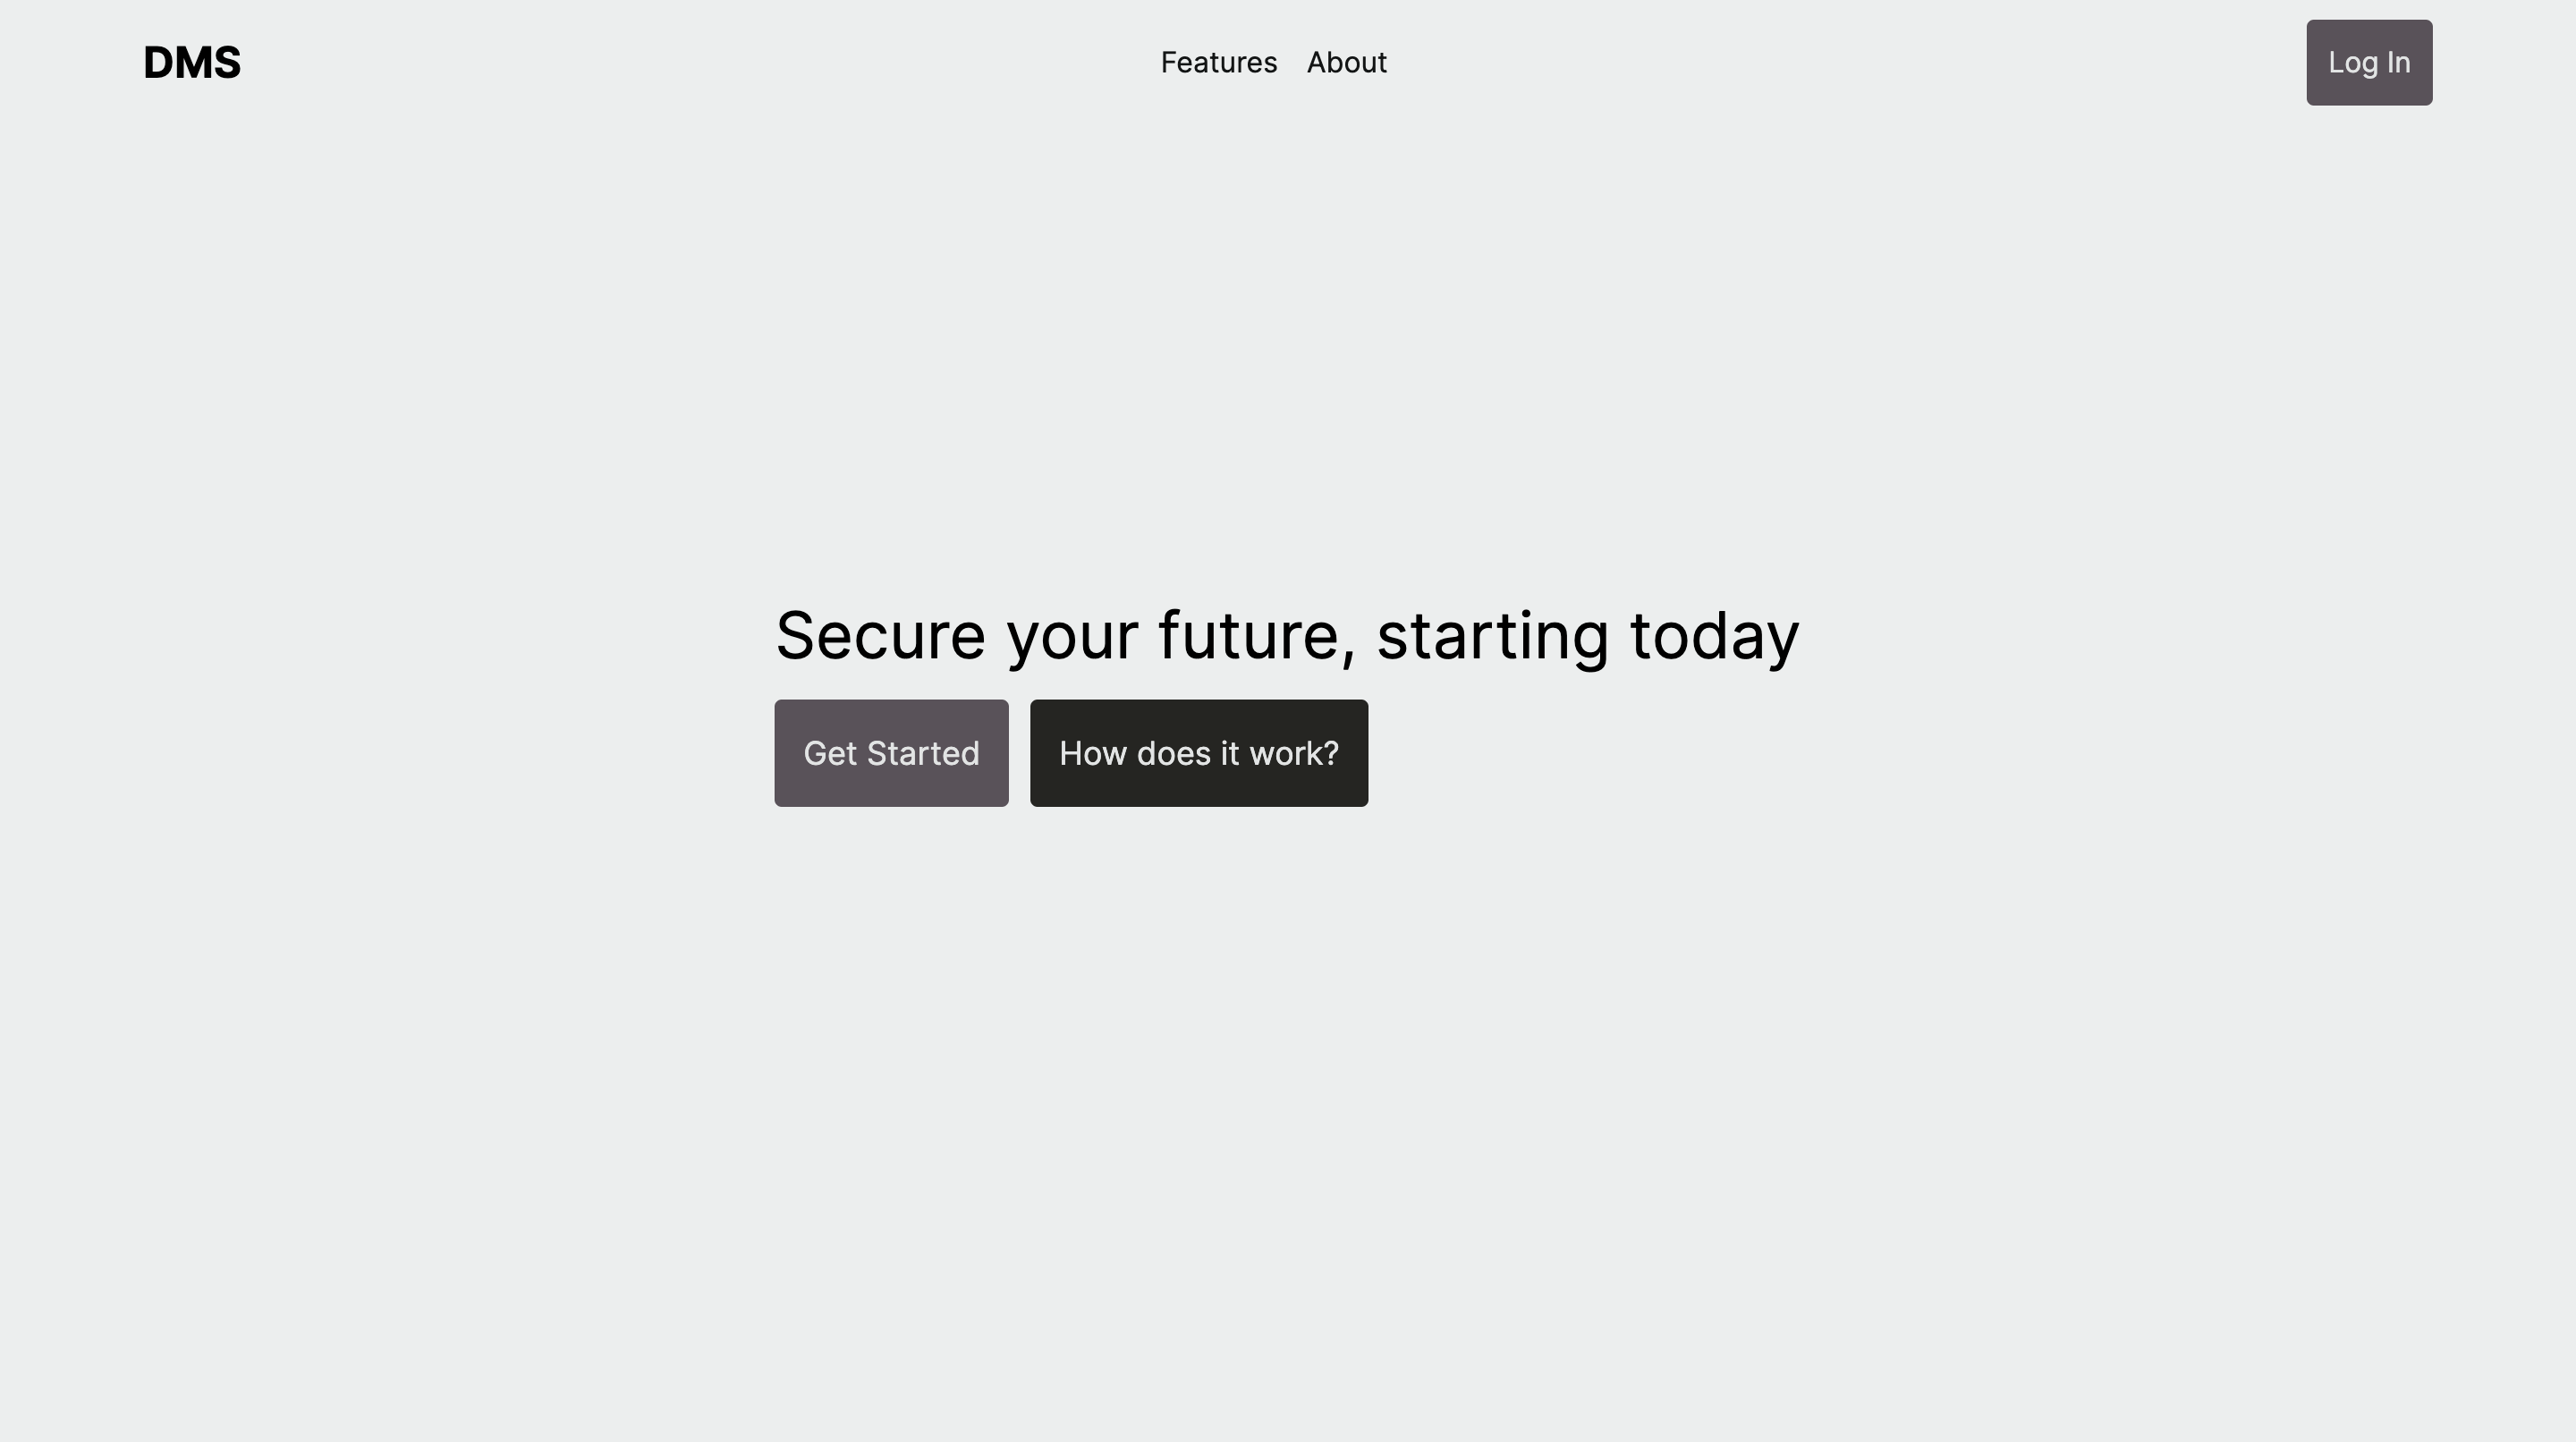 DMS
Features About
Log In
Secure your future, starting today
Get Started
How does it work?